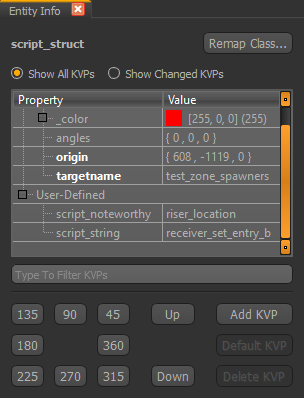 Entity Info
script_struct
Remap Class...
Show All KVPs
Show Changed KVPs
Property Value
_color [255, 0, 0] (255)
angles { 0 , 0 , 0 }
origin { 608 , -1119 , 0 }
targetname test_zone_spawners
User-Defined
script_noteworthy riser_location
script_string receiver_set_entry_b
Type To Filter KVPs
135 90 45 Up Add KVP
180 360 Default KVP
225 270 315 Down Delete KVP